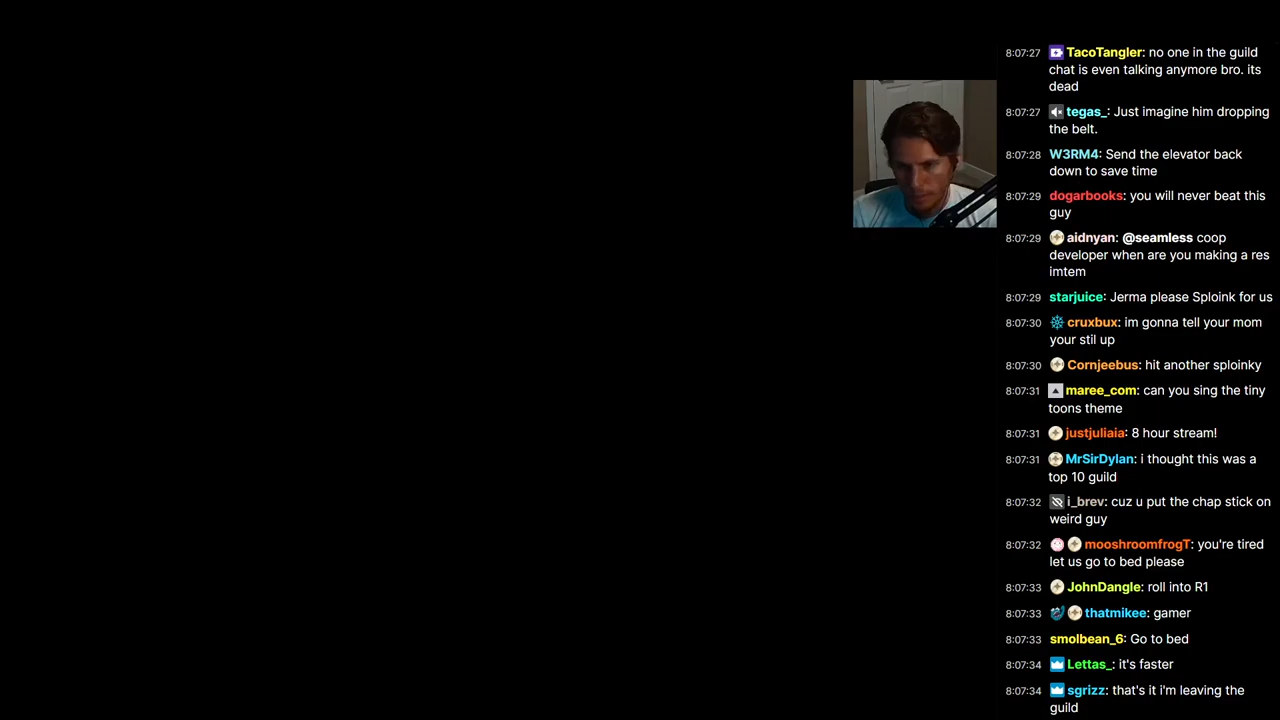 8:07:27 TacoTangler: no one in the guild
chat is even talking anymore bro. its
dead
8:07:27 tegas_: Just imagine him dropping
the belt.
8:07:28 W3RM4: Send the elevator back
down to save time
8:07:29 dogarbooks: you will never beat this
guy
8:07:29 aidnyan: @seamless coop
developer when are you making a res
imtem
8:07:29 starjuice: Jerma please Sploink for us
8:07:30 cruxbux: im gonna tell your mom
your stil up
8:07:30 Cornjeebus: hit another sploinky
8:07:31 maree_com: can you sing the tiny
toons theme
8:07:31 justjuliaia: 8 hour stream!
8:07:31 MrSirDylan: i thought this was a
top 10 guild
8:07:32 i_brev: cuz u put the chap stick on
weird guy
8:07:32 mooshroomfrogT: you're tired
let us go to bed please
8:07:33 JohnDangle: roll into R1
8:07:33 thatmikee: gamer
8:07:33 smolbean_6: Go to bed
8:07:34 Lettas_: it's faster
8:07:34 sgrizz: that's it i'm leaving the
guild